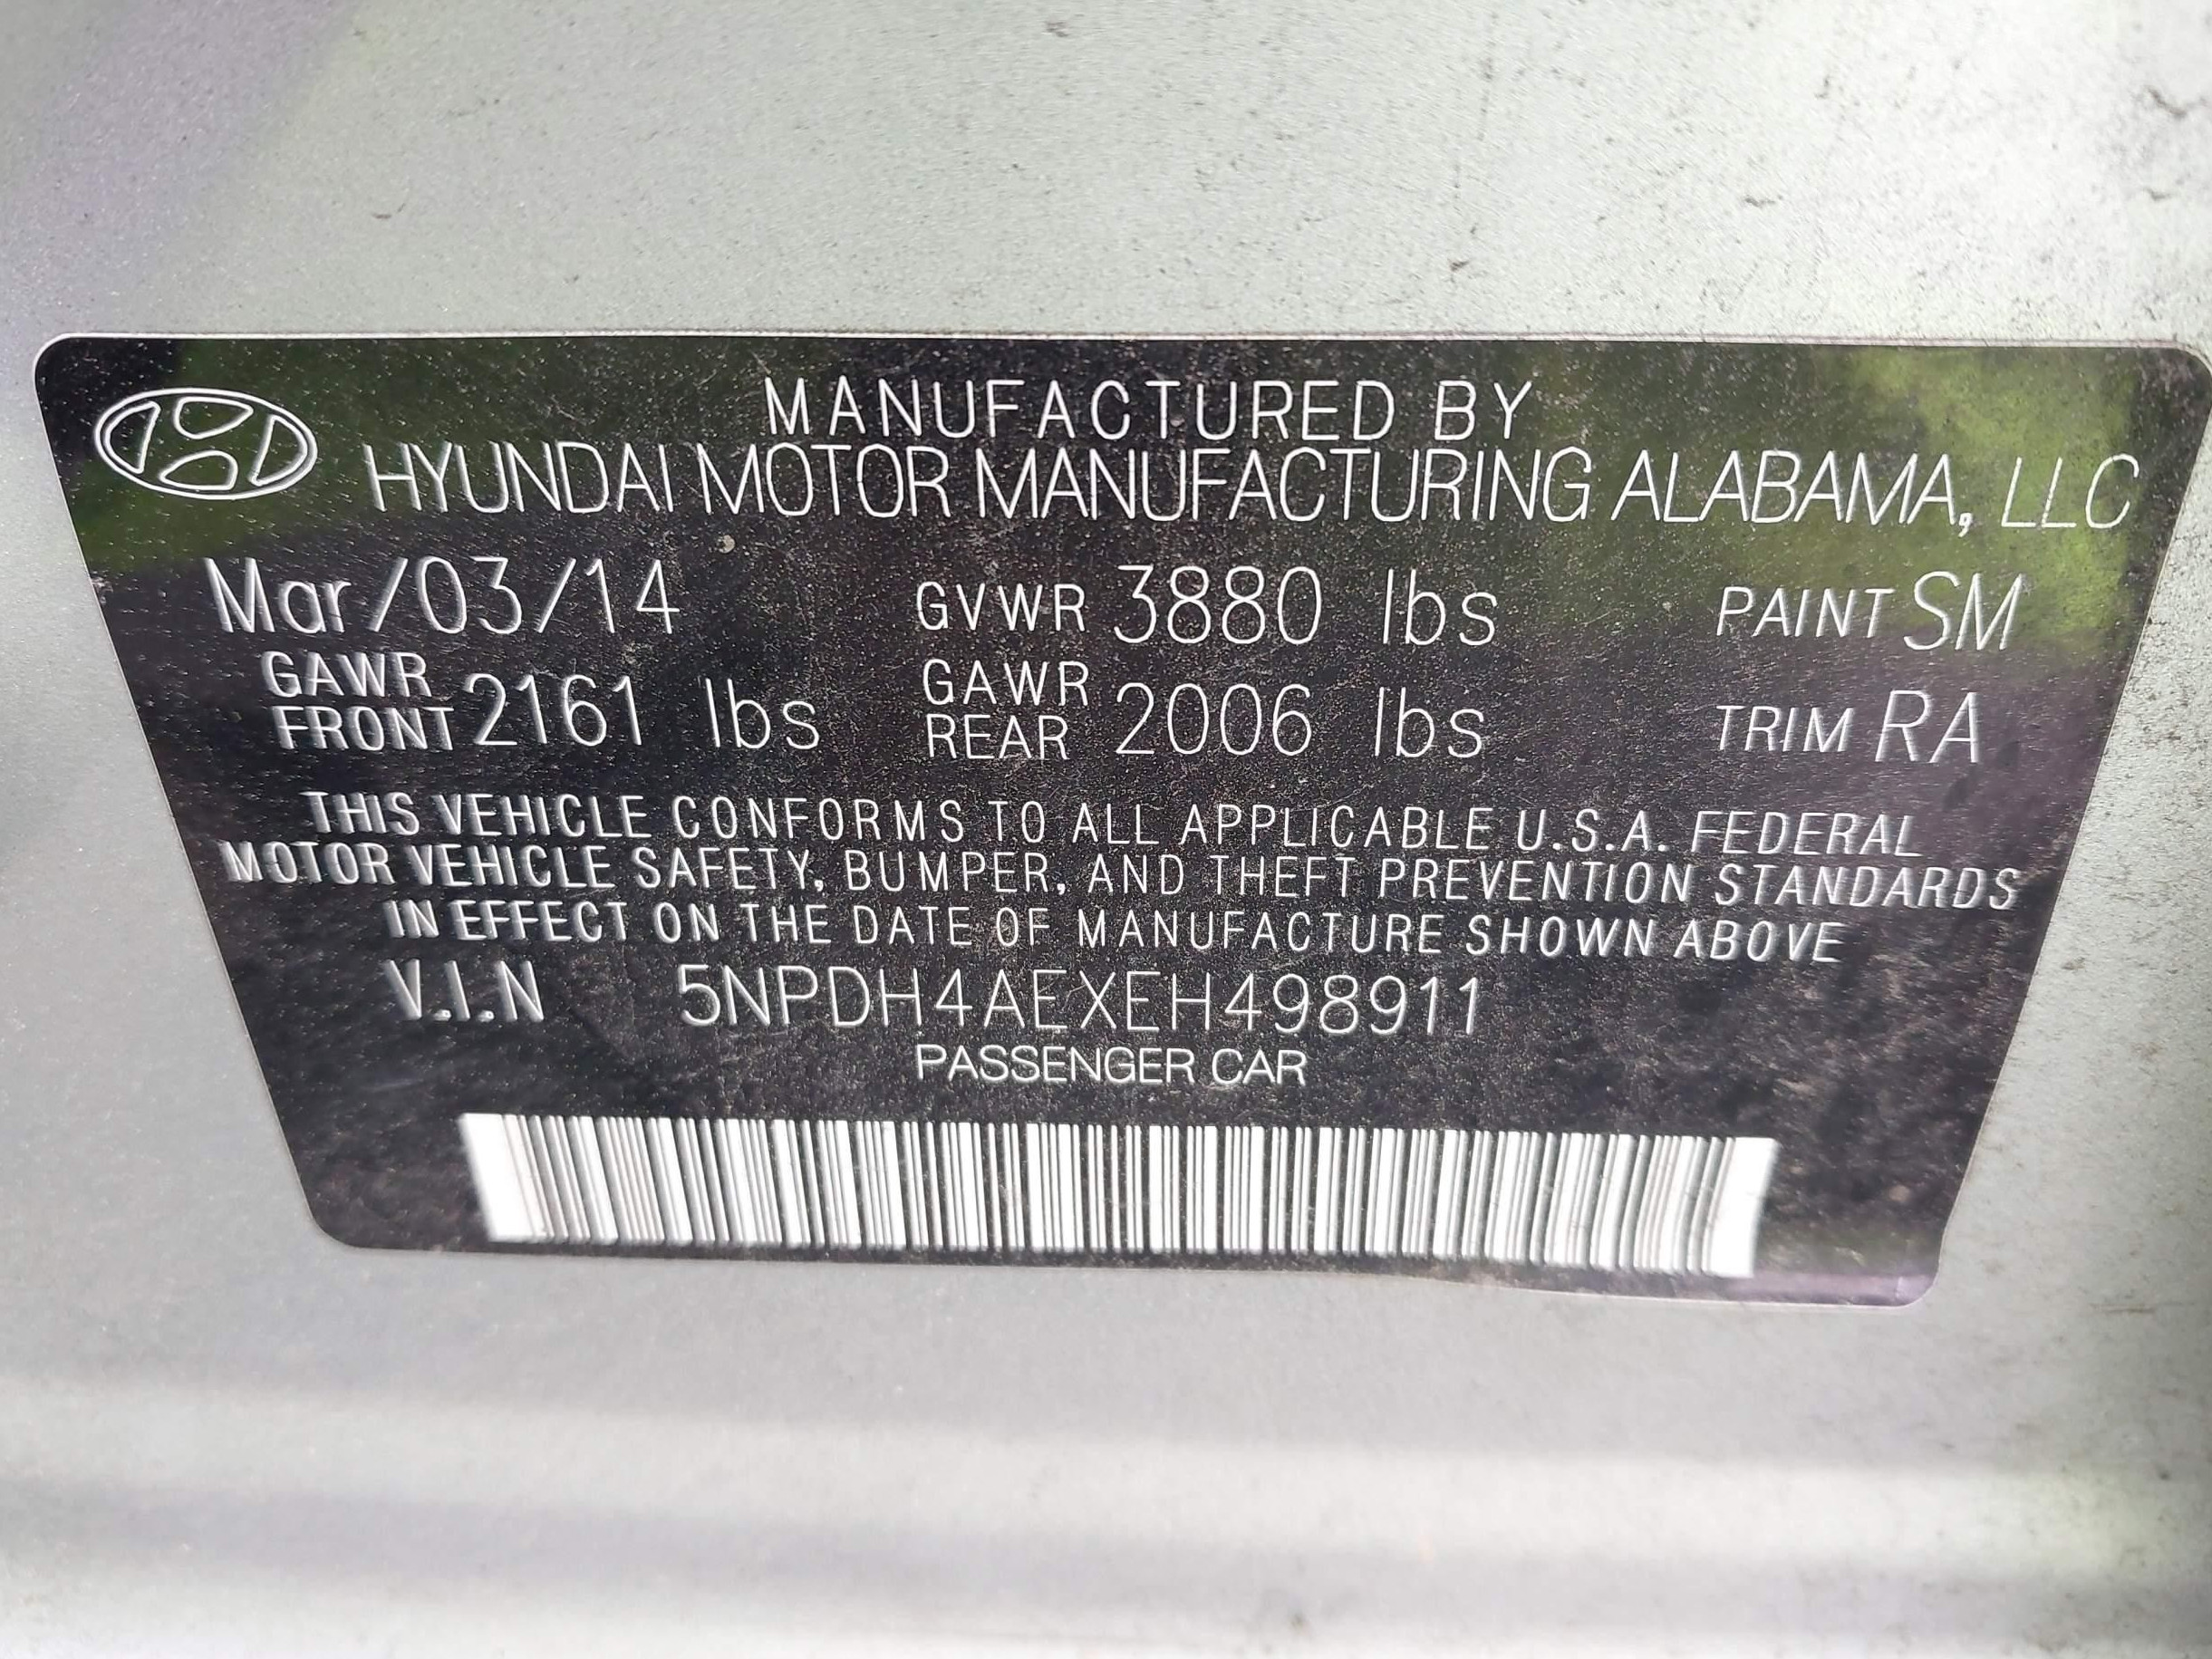 MANUFACTURED BY
HYUNDAI MOTOR MANUFACTURING ALABAMA, LLC
Mar/03/14 GVWR 3880 lbs PAINT SM
GAWR FRONT 2161 lbs GAWR REAR 2006 lbs TRIM RA
THIS VEHICLE CONFORMS TO ALL APPLICABLE U.S.A. FEDERAL
MOTOR VEHICLE SAFETY, BUMPER, AND THEFT PREVENTION STANDARDS
IN EFFECT ON THE DATE OF MANUFACTURE SHOWN ABOVE
V.I.N 5NPDH4AEXEH498911
PASSENGER CAR